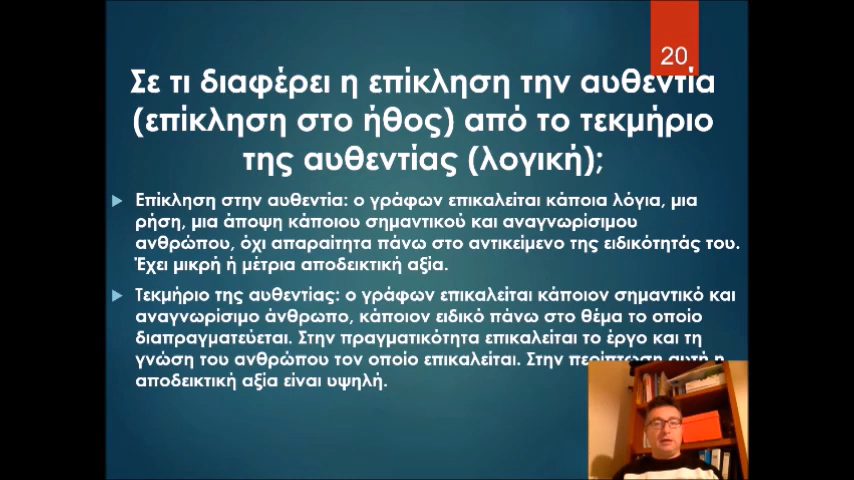 20
Σε τι διαφέρει η επίκληση την αυθεντία
(επίκληση στο ήθος) από το τεκμήριο
της αυθεντίας (λογική);
Επίκληση στην αυθεντία: ο γράφων επικαλείται κάποια λόγια, μια
ρήση, μια άποψη κάποιου σημαντικού και αναγνωρίσιμου
ανθρώπου, όχι απαραίτητα πάνω στο αντικείμενο της ειδικότητάς του.
Έχει μικρή ή μέτρια αποδεικτική αξία.
Τεκμήριο της αυθεντίας: ο γράφων επικαλείται κάποιον σημαντικό και
αναγνωρίσιμο άνθρωπο, κάποιον ειδικό πάνω στο θέμα το οποίο
διαπραγματεύεται. Στην πραγματικότητα επικαλείται το έργο και τη
γνώση του ανθρώπου τον οποίο επικαλείται. Στην περίπτωση αυτή η
αποδεικτική αξία είναι υψηλή.